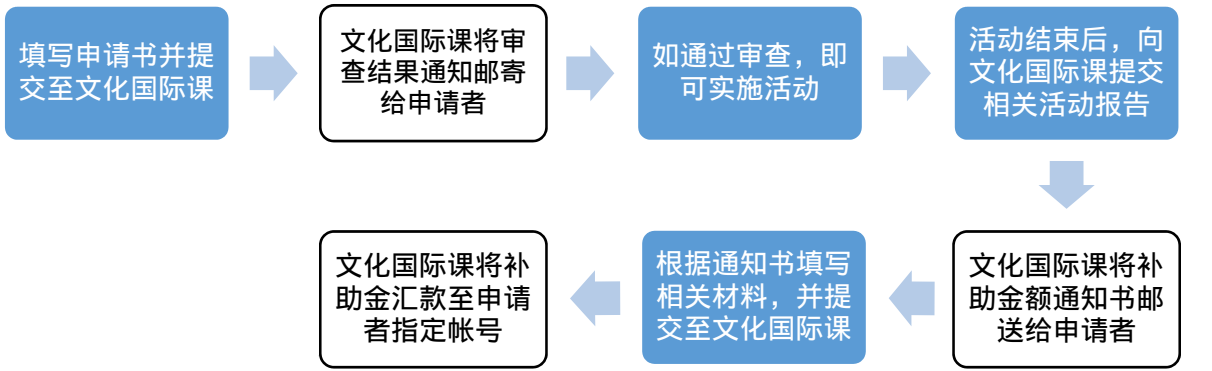 填写申请书并提
交至文化国际课
文化国际课将审
查结果通知邮寄
给申请者
如通过审查，即
可实施活动
活动结束后，向
文化国际课提交
相关活动报告
文化国际课将补
助金额通知书邮
送给申请者
根据通知书填写
相关材料，并提
交至文化国际课
文化国际课将补
助金汇款至申请
者指定帐号